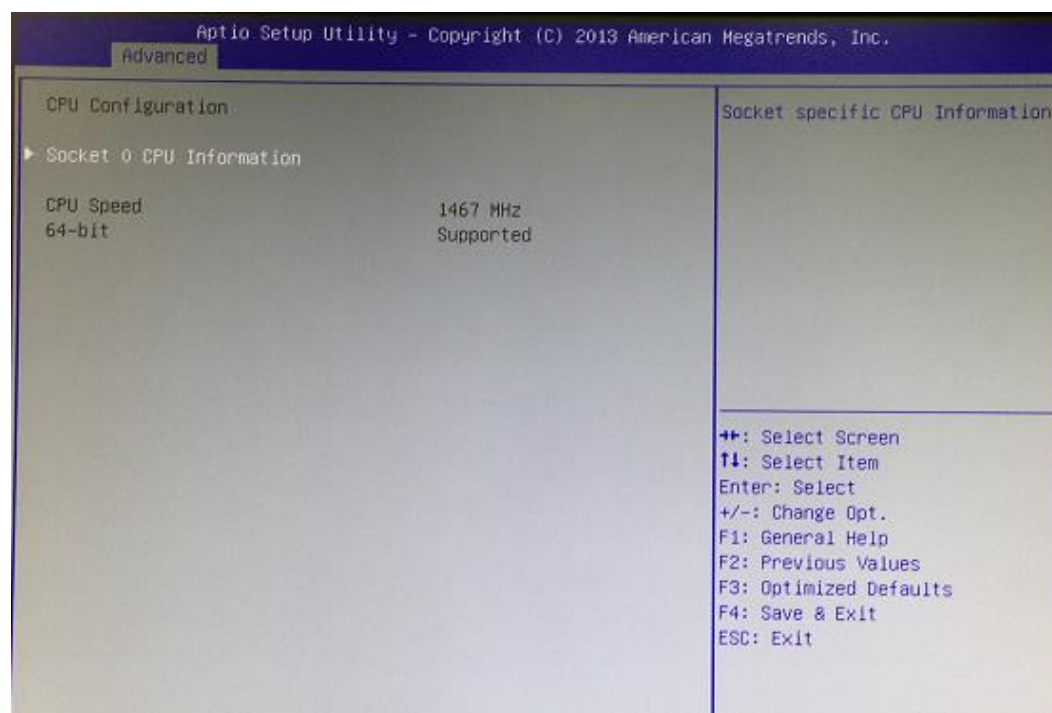 Aptio Setup Utility – Copyright (C) 2013 American Megatrends, Inc.
Advanced
CPU Configuration
Socket 0 CPU Information
CPU Speed 1467 MHz
64-bit Supported
Socket specific CPU Information
→←: Select Screen
↑↓: Select Item
Enter: Select
+/-: Change Opt.
F1: General Help
F2: Previous Values
F3: Optimized Defaults
F4: Save & Exit
ESC: Exit